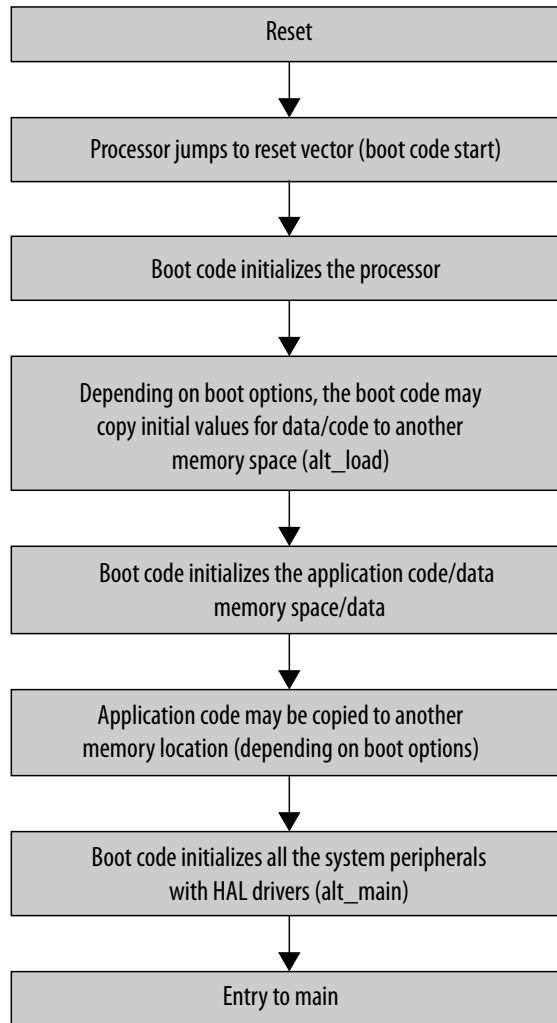 Reset
Processor jumps to reset vector (boot code start)
Boot code initializes the processor
Depending on boot options, the boot code may
copy initial values for data/code to another
memory space (alt_load)
Boot code initializes the application code/data
memory space/data
Application code may be copied to another
memory location (depending on boot options)
Boot code initializes all the system peripherals
with HAL drivers (alt_main)
Entry to main